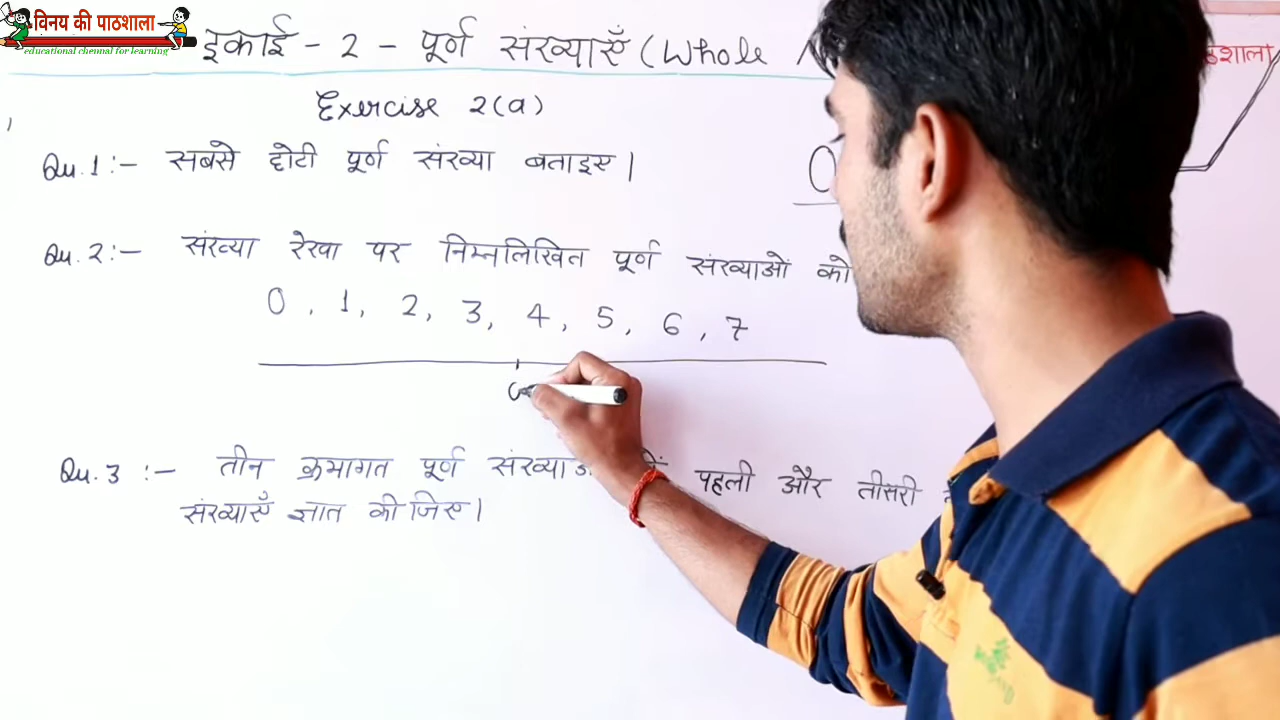 विनय की पाठशाला
educational chennal for learning
इकाई - 2 - पूर्ण संख्याएँ (Whole
Exercise 2(a)
Qu. 1 :- सबसे छोटी पूर्ण संख्या बताइए।
0
Qu. 2 :- संख्या रेखा पर निम्नलिखित पूर्ण संख्याओं को
0 , 1 , 2 , 3 , 4 , 5 , 6 , 7
Qu. 3 :- तीन क्रमागत पूर्ण पहली और तीसरी
संख्याएँ ज्ञात कीजिए।